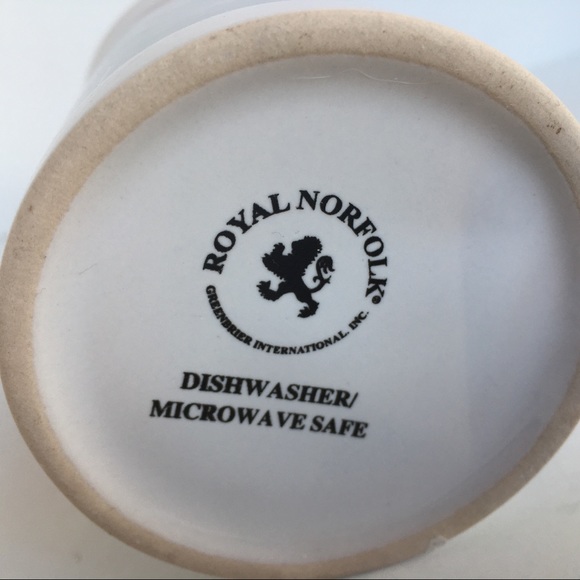 ROYAL NORFOLK®
GREENBRIER INTERNATIONAL, INC.
DISHWASHER/
MICROWAVE SAFE